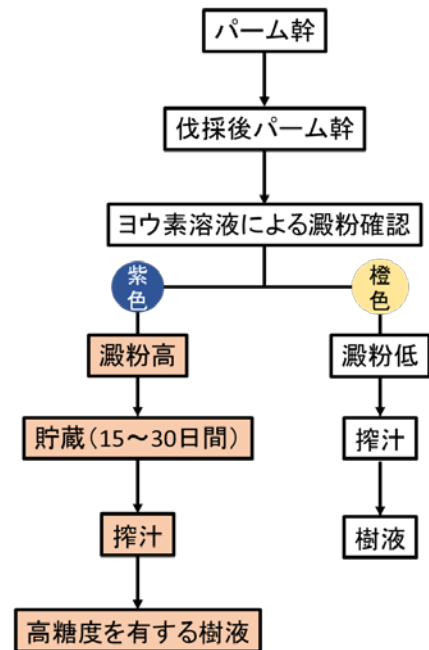 パーム幹
伐採後パーム幹
ヨウ素溶液による澱粉確認
紫色
橙色
澱粉高
澱粉低
貯蔵(15～30日間)
搾汁
搾汁
樹液
高糖度を有する樹液